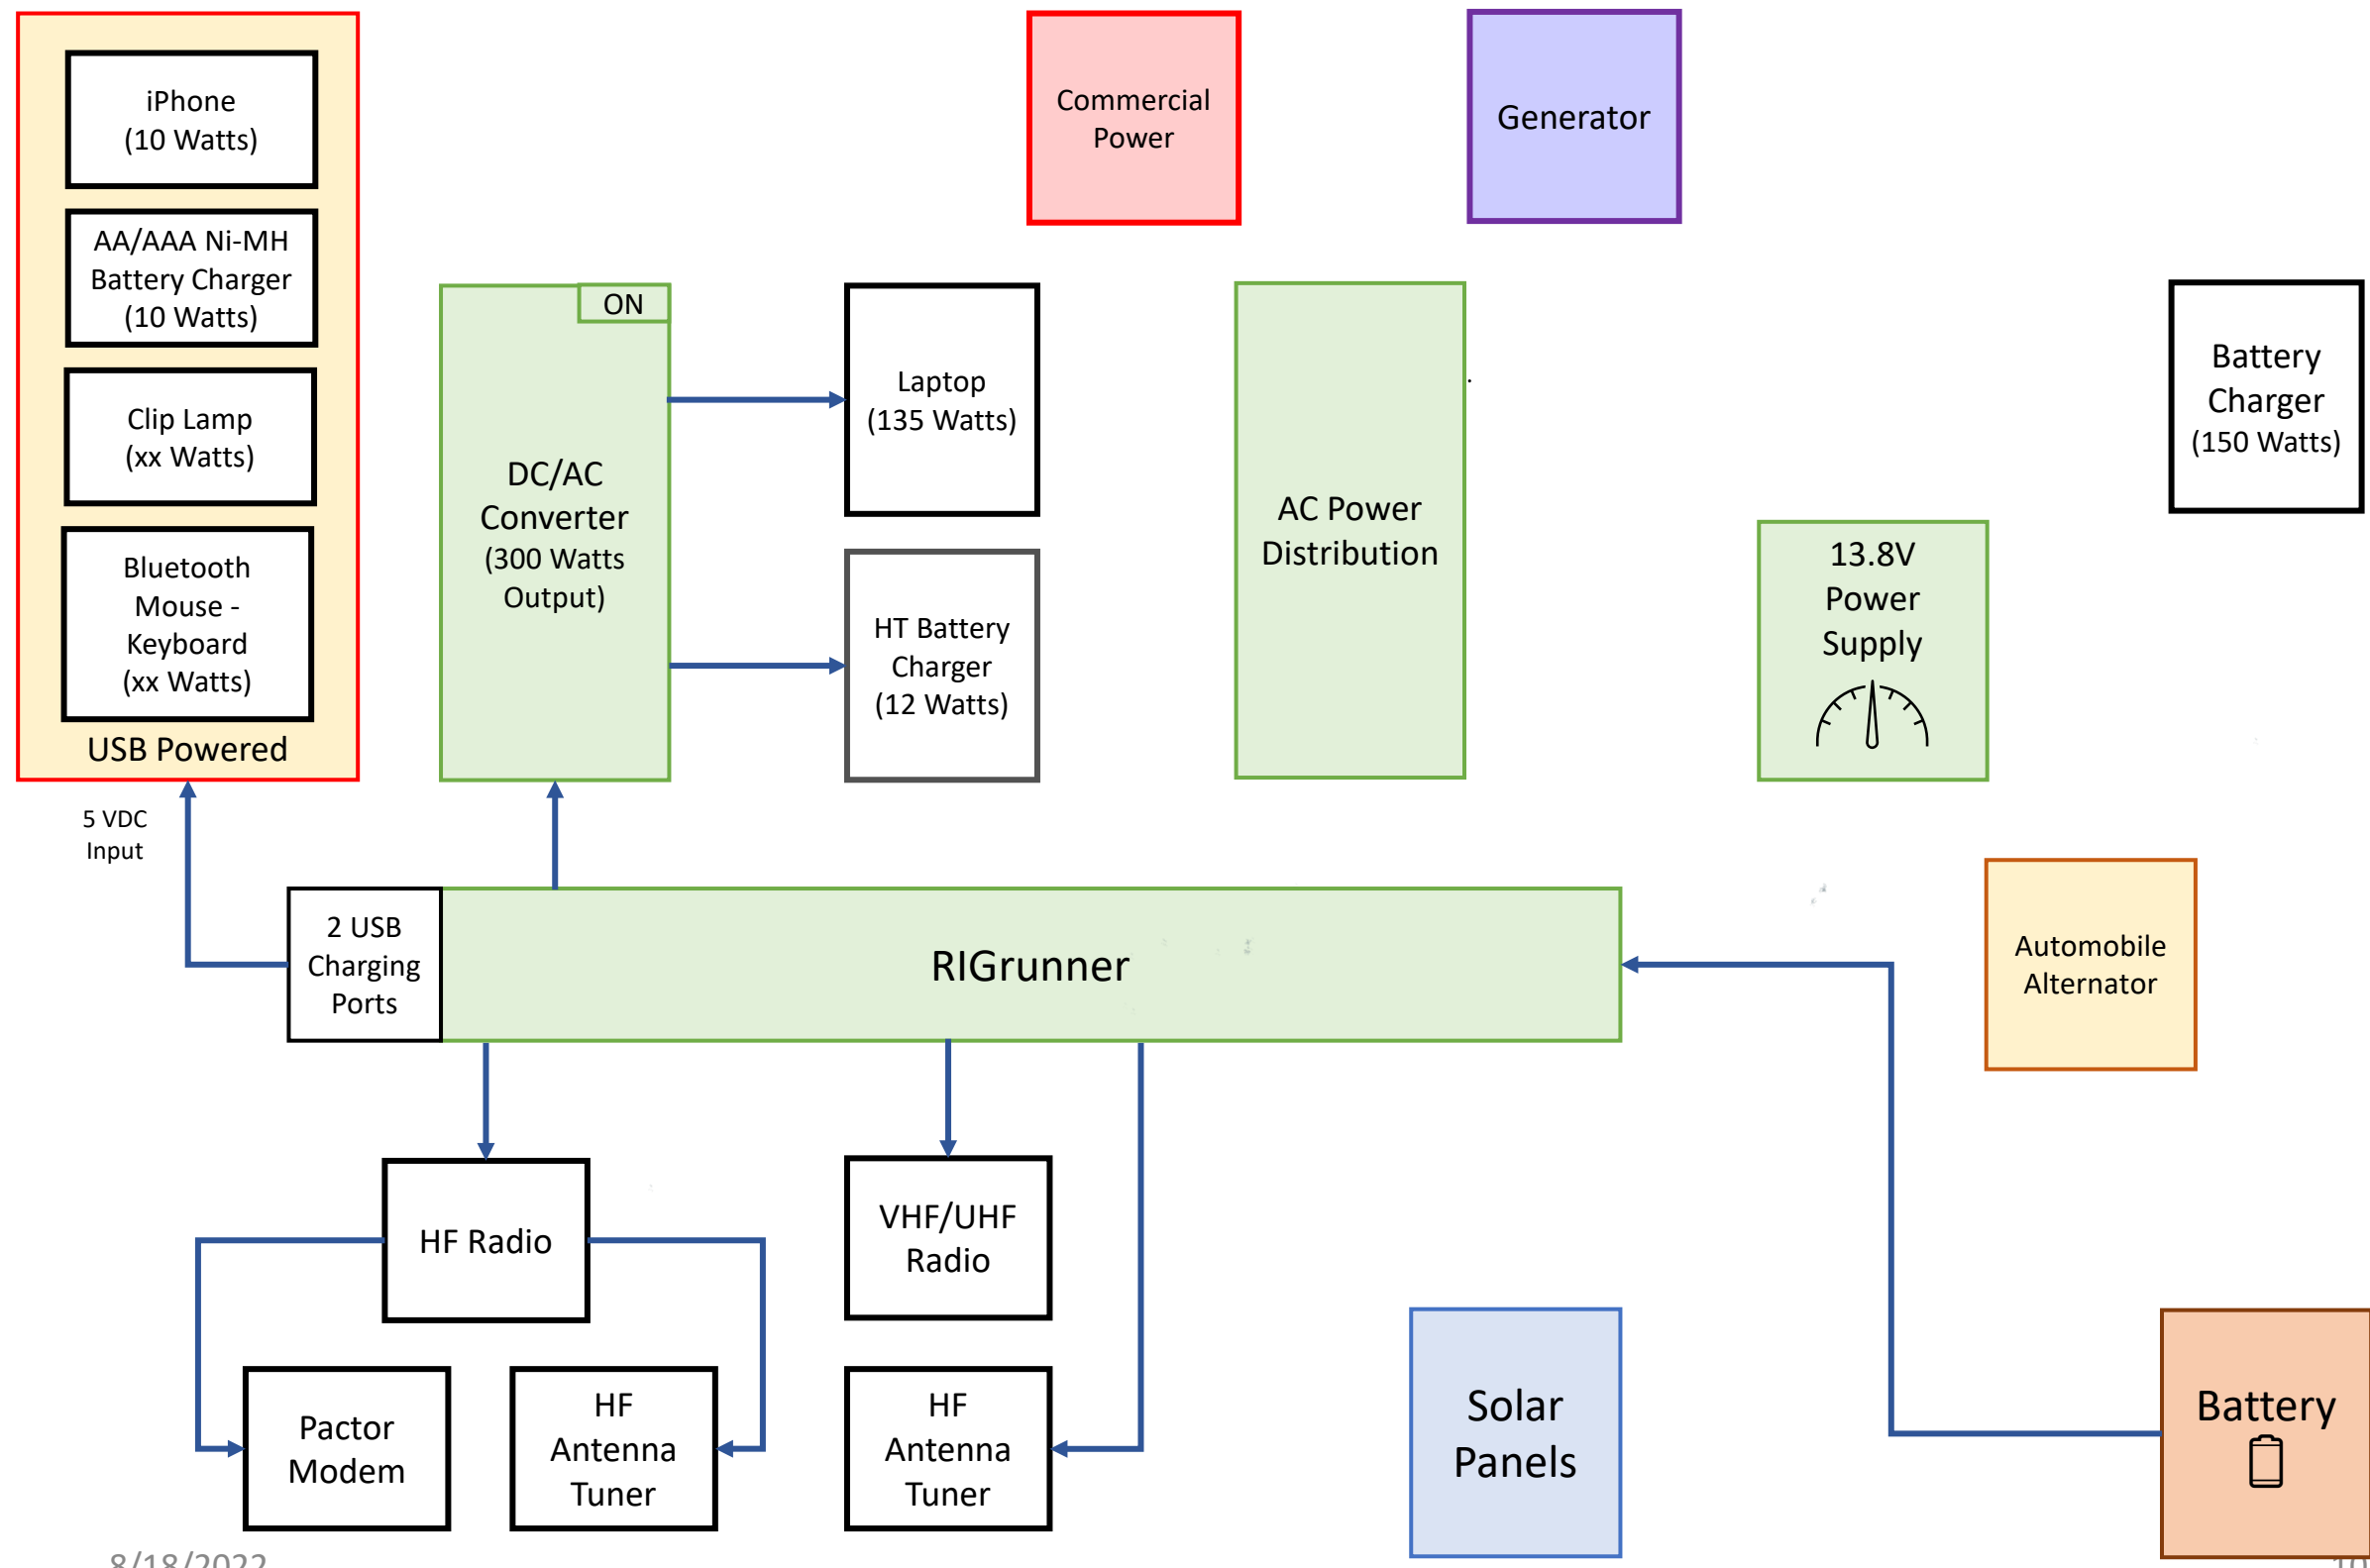 iPhone
(10 Watts)
AA/AAA Ni-MH
Battery Charger
(10 Watts)
Clip Lamp
(xx Watts)
Bluetooth
Mouse -
Keyboard
(xx Watts)
USB Powered
5 VDC
Input
Commercial
Power
Generator
ON
DC/AC
Converter
(300 Watts
Output)
Laptop
(135 Watts)
HT Battery
Charger
(12 Watts)
AC Power
Distribution
13.8V
Power
Supply
Battery
Charger
(150 Watts)
2 USB
Charging
Ports
RIGrunner
Automobile
Alternator
HF Radio
VHF/UHF
Radio
Pactor
Modem
HF
Antenna
Tuner
HF
Antenna
Tuner
Solar
Panels
Battery
8/18/2022
10